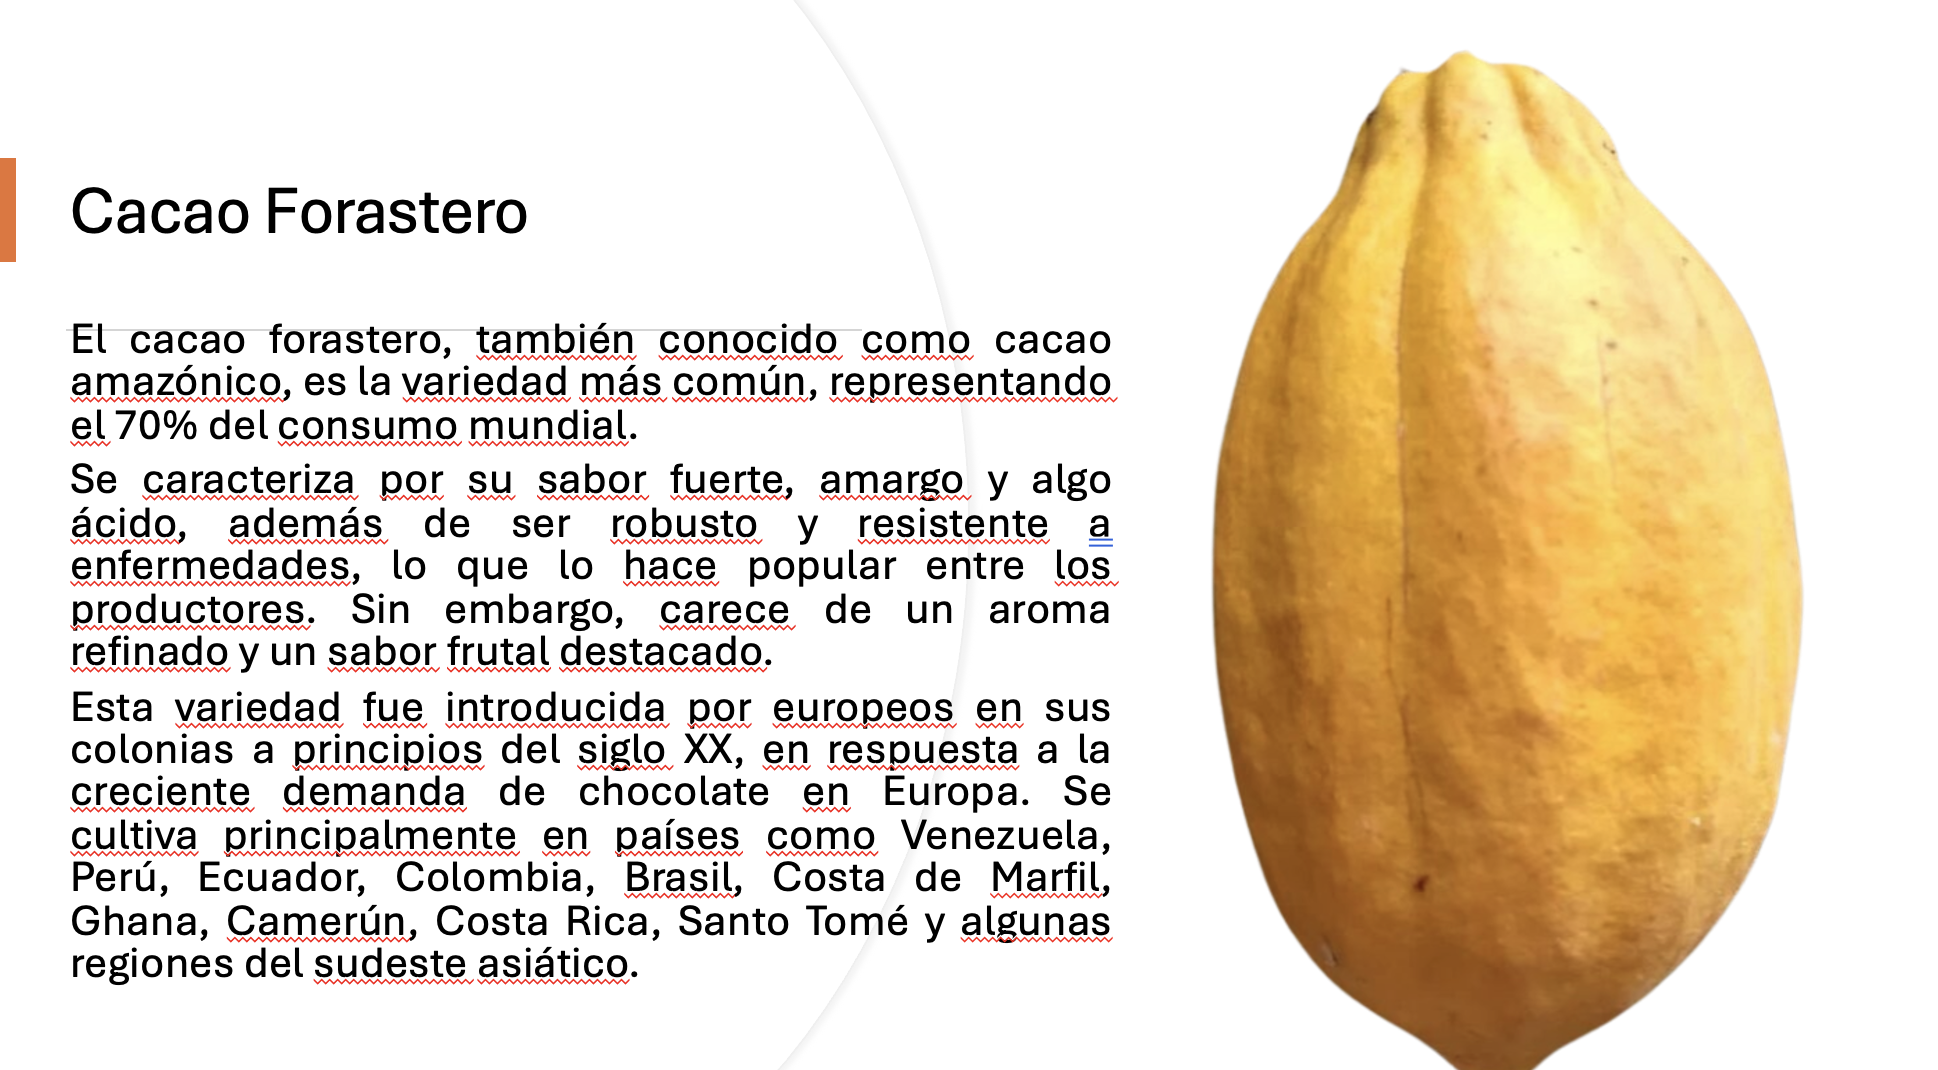 Cacao Forastero
El cacao forastero, también conocido como cacao
amazónico, es la variedad más común, representando
el 70% del consumo mundial.
Se caracteriza por su sabor fuerte, amargo y algo
ácido, además de ser robusto y resistente a
enfermedades, lo que lo hace popular entre los
productores. Sin embargo, carece de un aroma
refinado y un sabor frutal destacado.
Esta variedad fue introducida por europeos en sus
colonias a principios del siglo XX, en respuesta a la
creciente demanda de chocolate en Europa. Se
cultiva principalmente en países como Venezuela,
Perú, Ecuador, Colombia, Brasil, Costa de Marfil,
Ghana, Camerún, Costa Rica, Santo Tomé y algunas
regiones del sudeste asiático.